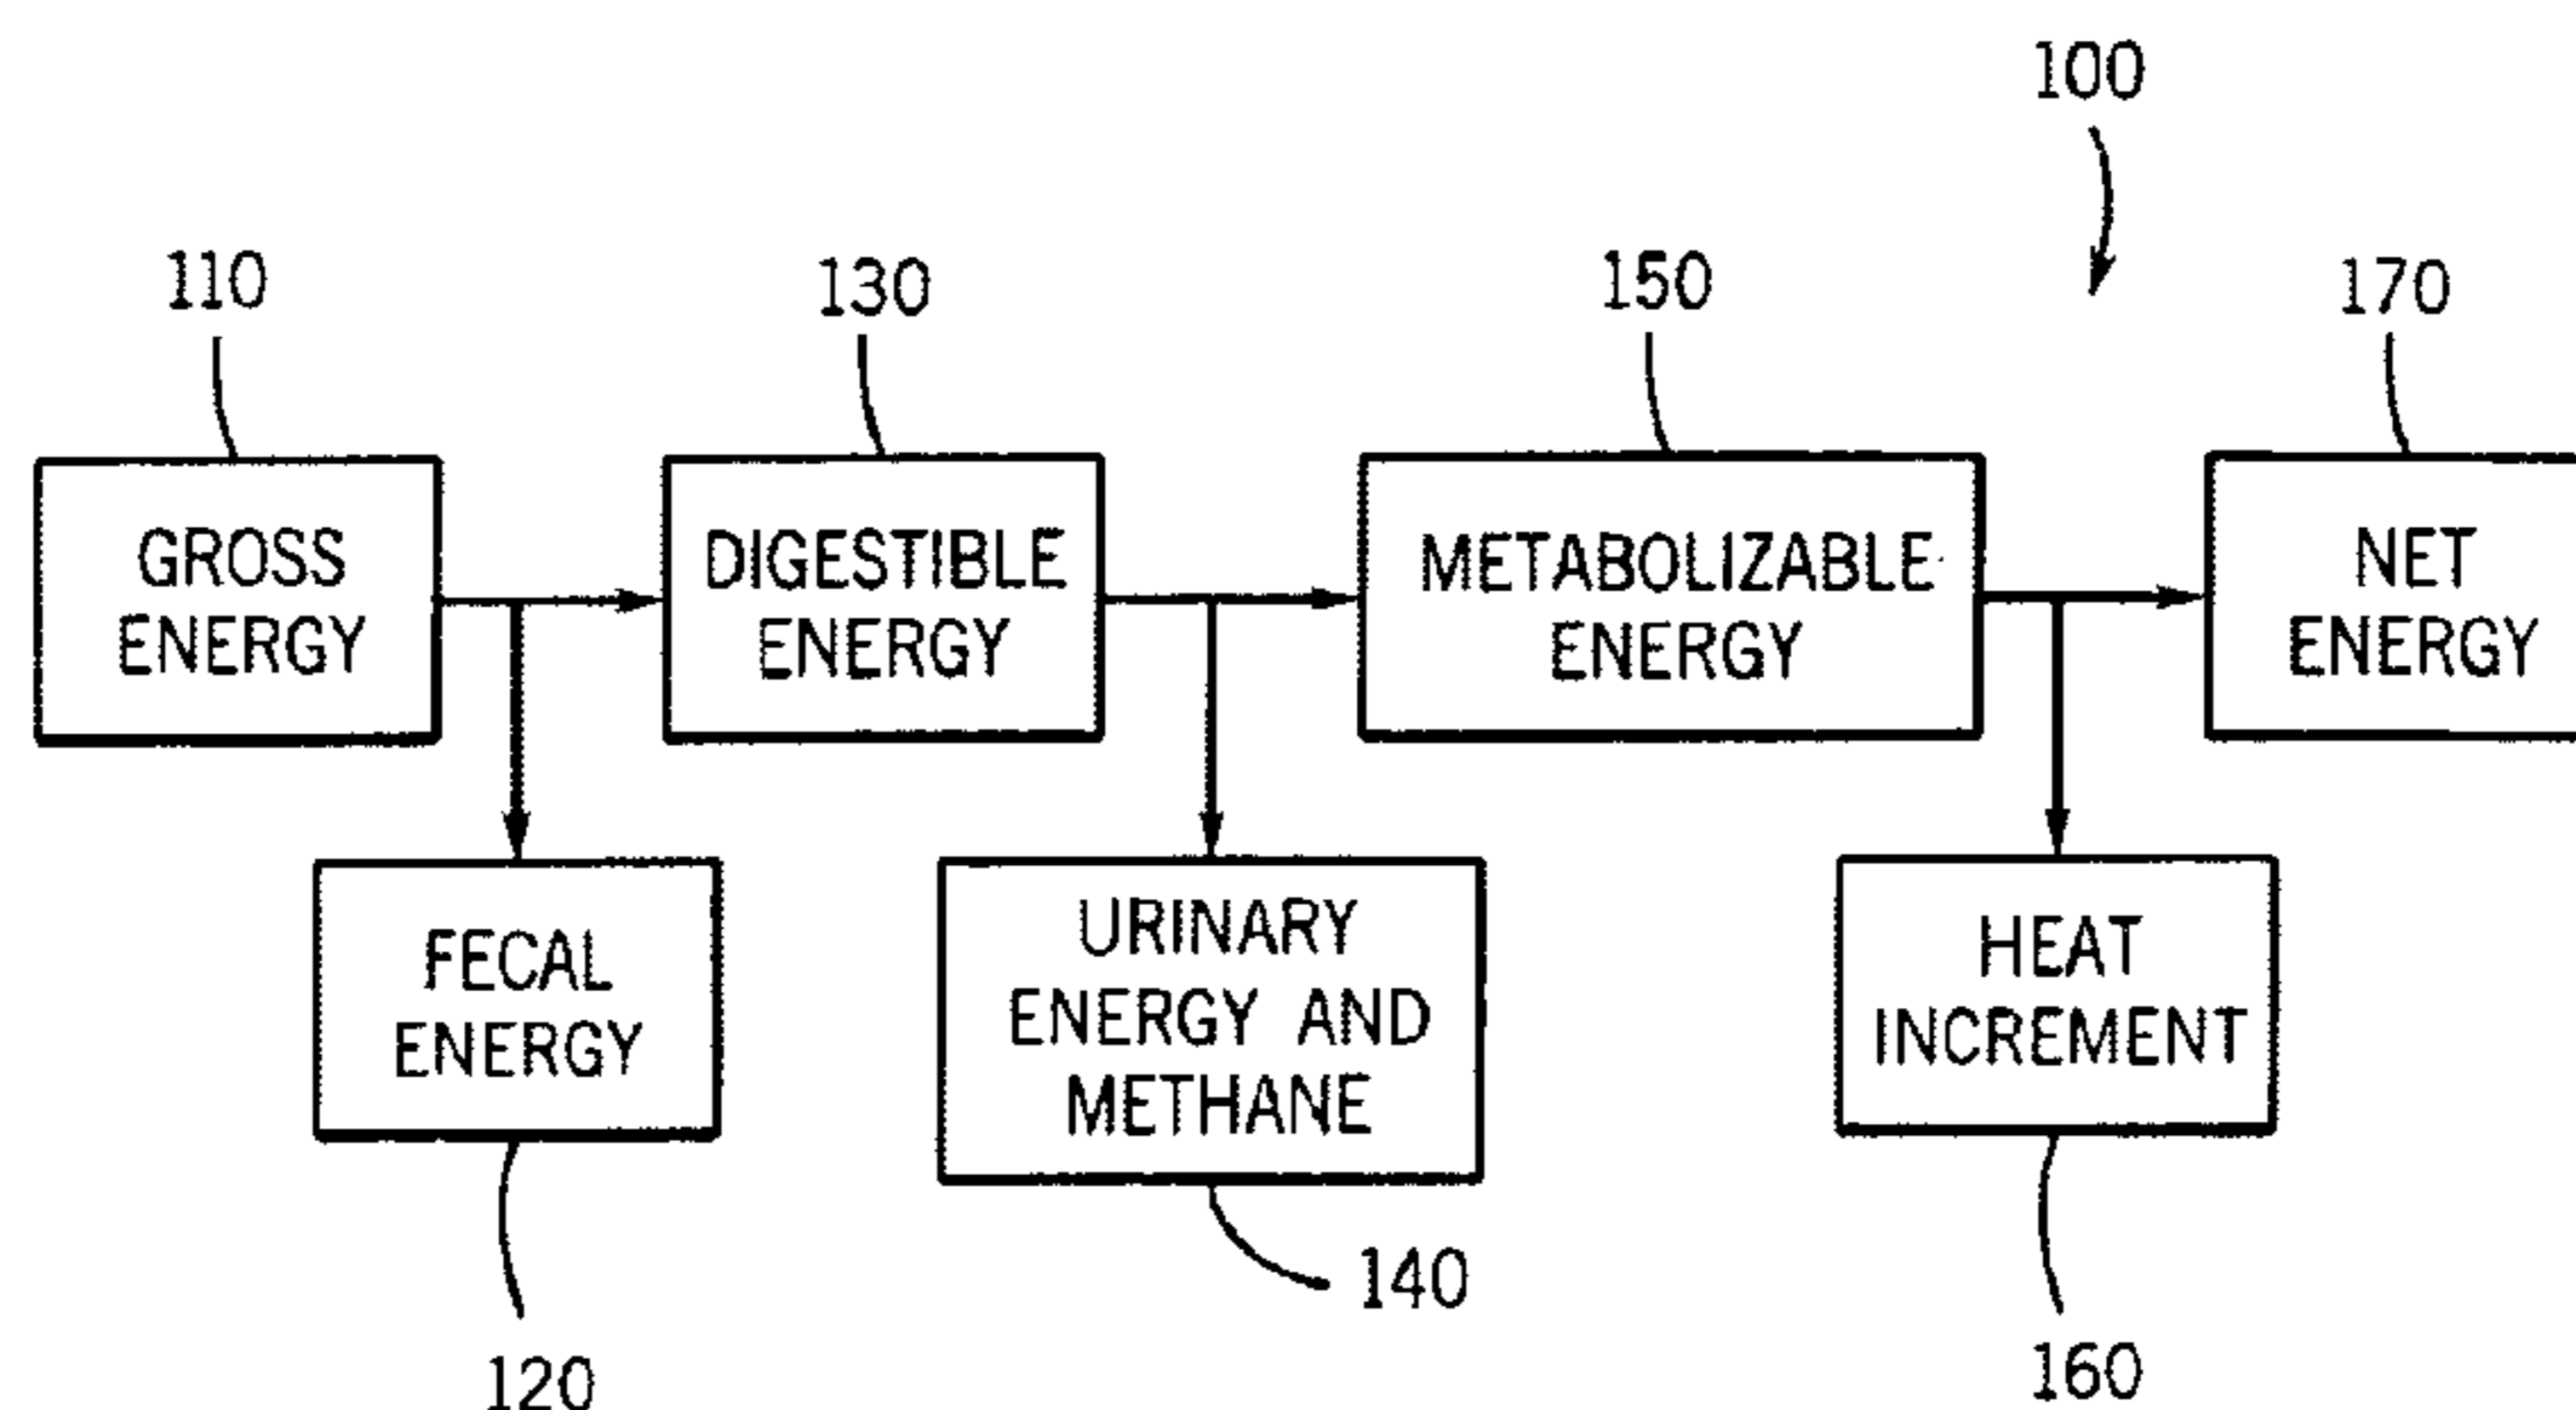 100
110
130
150
170
GROSS
ENERGY
DIGESTIBLE
ENERGY
METABOLIZABLE
ENERGY
NET
ENERGY
FECAL
ENERGY
URINARY
ENERGY AND
METHANE
HEAT
INCREMENT
140
120
160